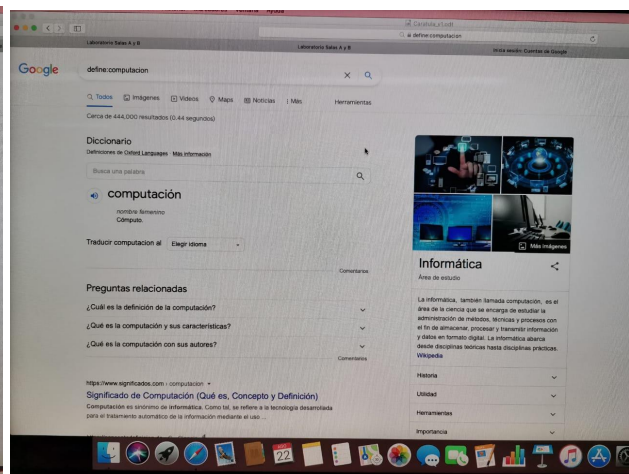 Ayuda
Laboratorio Salas A y B
Laboratorio Salas A y B
define:computacion
Inicia sesión: Cuentas de Google
Google
define:computacion
Todos Imágenes Videos Maps Noticias Más Herramientas
Cerca de 444,000 resultados (0.44 segundos)
Diccionario
Definiciones de Oxford Languages · Más información
Busca una palabra
computación
nombre femenino
Cómputo.
Traducir computacion al Elegir idioma
Comentarios
Preguntas relacionadas
¿Cuál es la definición de la computación?
¿Qué es la computación y sus características?
¿Qué es la computación con sus autores?
Comentarios
https://www.significados.com › computacion
Significado de Computación (Qué es, Concepto y Definición)
Computación es sinónimo de informática. Como tal, se refiere a la tecnología desarrollada
para el tratamiento automático de la información mediante el uso ...
Más imágenes
Informática
Área de estudio
La informática, también llamada computación, es el
área de la ciencia que se encarga de estudiar la
administración de métodos, técnicas y procesos con
el fin de almacenar, procesar y transmitir información
y datos en formato digital. La informática abarca
desde disciplinas teóricas hasta disciplinas prácticas.
Wikipedia
Historia
Utilidad
Herramientas
Importancia
22